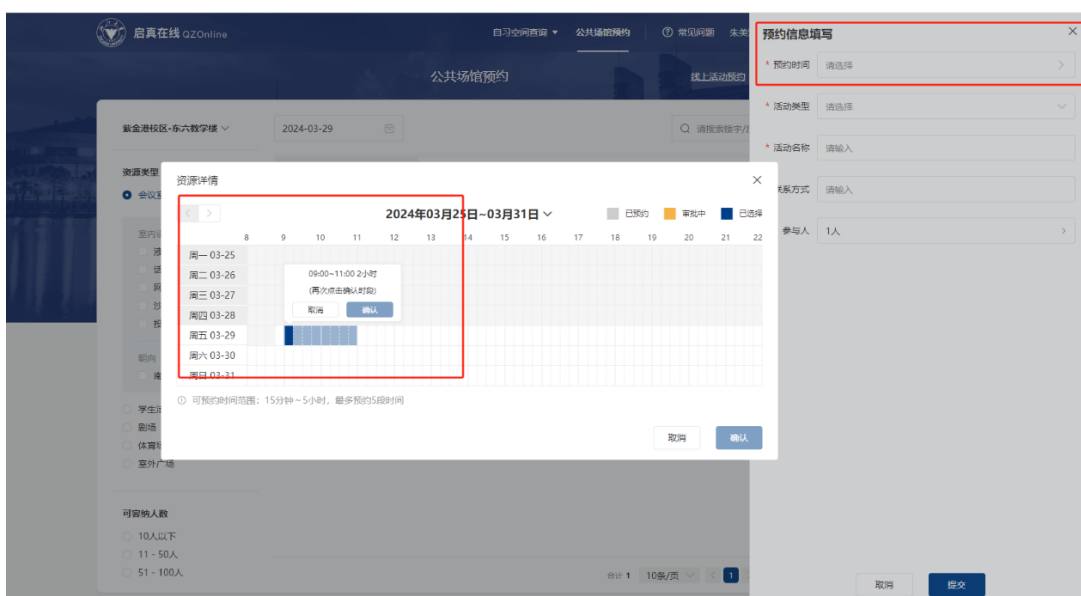 启真在线 QZOnline
自习空间查询 ▼ 公共场馆预约 常见问题 朱美
公共场馆预约 线上活动预约
紫金港校区-东六教学楼 2024-03-29
资源类型
会议室
室内
朝向
南
学生活
剧场
体育场
室外广场
可容纳人数
10人以下
11 - 50人
51 - 100人
合计 1 10条/页 < 1
资源详情 ×
< > 2024年03月25日~03月31日 已预约 审批中 已选择
8 9 10 11 12 13 14 15 16 17 18 19 20 21 22
周一 03-25
周二 03-26
周三 03-27
周四 03-28
周五 03-29
周六 03-30
周日 03-31
09:00~11:00 2小时
(再次点击确认时段)
取消 确认
可预约时间范围：15分钟~5小时，最多预约5段时间
取消 确认
预约信息填写 ×
* 预约时间 请选择 >
* 活动类型 请选择
* 活动名称 请输入
联系方式 请输入
参与人 1人 >
取消 提交